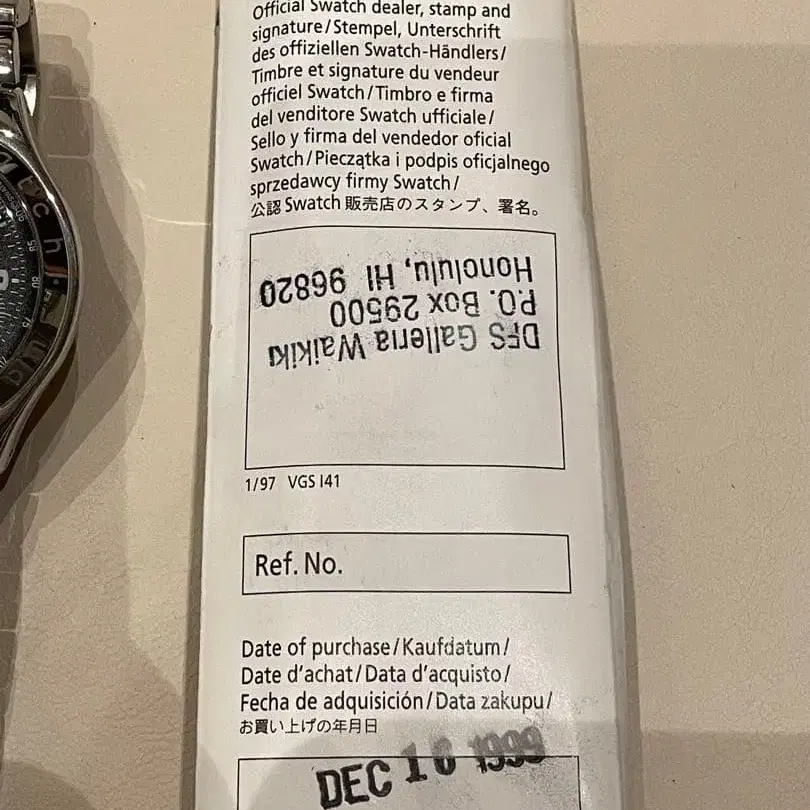 Official Swatch dealer, stamp and
signature/Stempel, Unterschrift
des offiziellen Swatch-Händlers/
Timbre et signature du vendeur
officiel Swatch/Timbro e firma
del venditore Swatch ufficiale/
Sello y firma del vendedor oficial
Swatch/Pieczątka i podpis oficjalnego
sprzedawcy firmy Swatch/
公認 Swatch 販売店のスタンプ、署名。
DFS Galleria Waikiki
P.O. Box 29500
Honolulu, HI 96820
1/97 VGS I41
Ref. No.
Date of purchase/Kaufdatum/
Date d'achat/Data d'acquisto/
Fecha de adquisición/Data zakupu/
お買い上げの年月日
DEC 16 1999